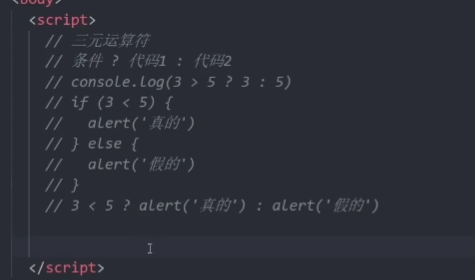 <body>
<script>
// 三元运算符
// 条件 ? 代码1 : 代码2
// console.log(3 > 5 ? 3 : 5)
// if (3 < 5) {
//   alert('真的')
// } else {
//   alert('假的')
// }
// 3 < 5 ? alert('真的') : alert('假的')
</script>